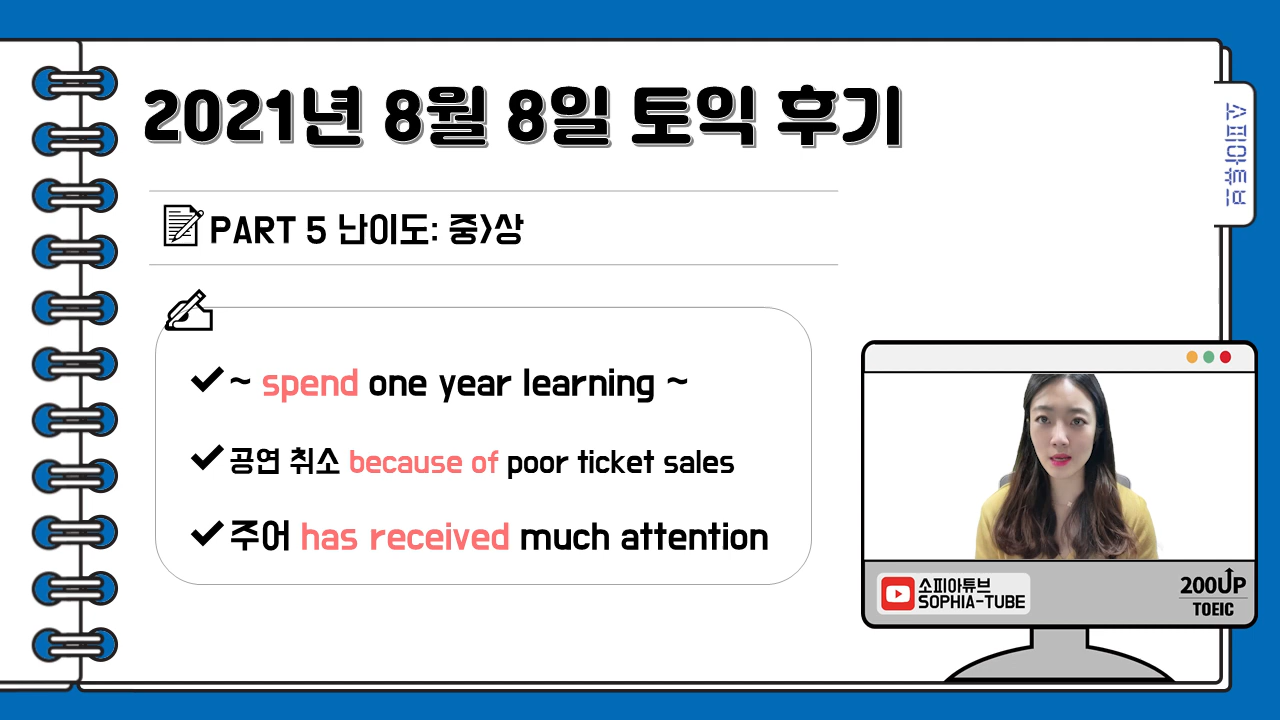 2021년 8월 8일 토익 후기
소피아튜브
PART 5 난이도: 중>상
~ spend one year learning ~
공연 취소 because of poor ticket sales
주어 has received much attention
소피아튜브
SOPHIA-TUBE
200UP
TOEIC